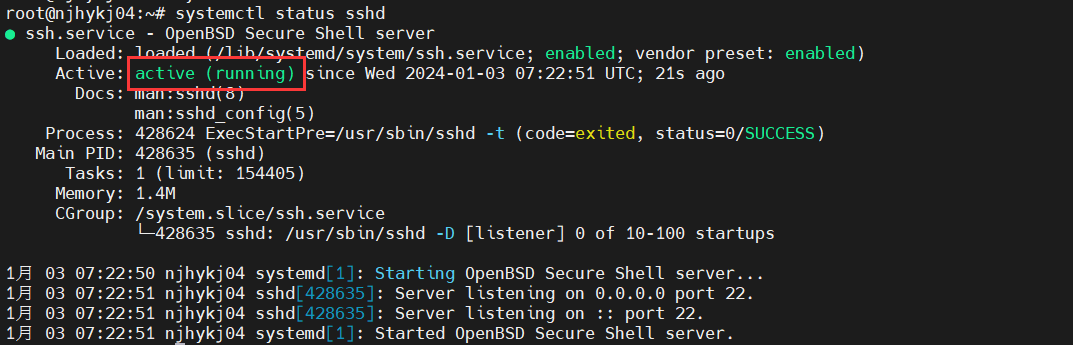 root@njhykj04:~# systemctl status sshd
● ssh.service - OpenBSD Secure Shell server
Loaded: loaded (/lib/systemd/system/ssh.service; enabled; vendor preset: enabled)
Active: active (running) since Wed 2024-01-03 07:22:51 UTC; 21s ago
Docs: man:sshd(8)
man:sshd_config(5)
Process: 428624 ExecStartPre=/usr/sbin/sshd -t (code=exited, status=0/SUCCESS)
Main PID: 428635 (sshd)
Tasks: 1 (limit: 154405)
Memory: 1.4M
CGroup: /system.slice/ssh.service
└─428635 sshd: /usr/sbin/sshd -D [listener] 0 of 10-100 startups
1月 03 07:22:50 njhykj04 systemd[1]: Starting OpenBSD Secure Shell server...
1月 03 07:22:51 njhykj04 sshd[428635]: Server listening on 0.0.0.0 port 22.
1月 03 07:22:51 njhykj04 sshd[428635]: Server listening on :: port 22.
1月 03 07:22:51 njhykj04 systemd[1]: Started OpenBSD Secure Shell server.